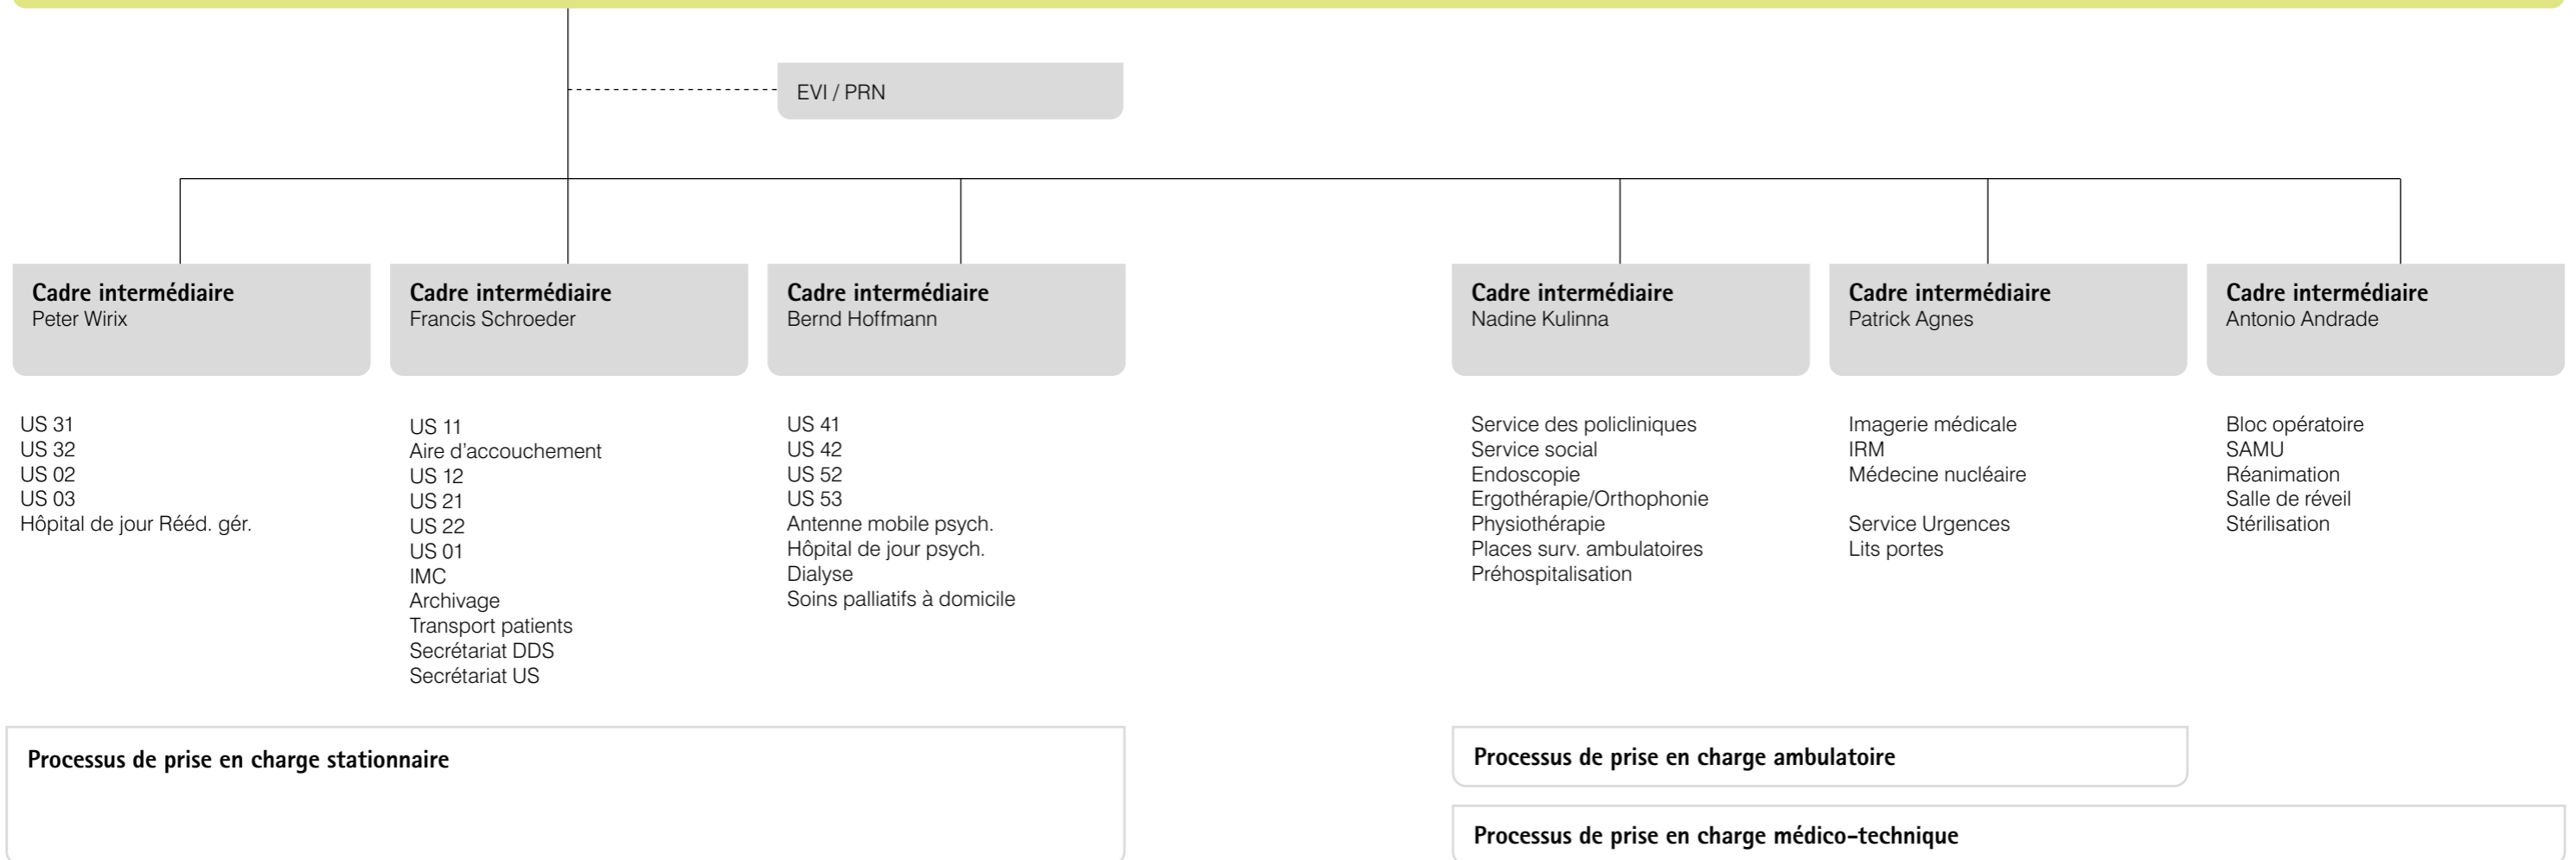 EVI / PRN
Cadre intermédiaire
Peter Wirix
Cadre intermédiaire
Francis Schroeder
Cadre intermédiaire
Bernd Hoffmann
Cadre intermédiaire
Nadine Kulinna
Cadre intermédiaire
Patrick Agnes
Cadre intermédiaire
Antonio Andrade
US 31
US 32
US 02
US 03
Hôpital de jour Rééd. gér.
US 11
Aire d'accouchement
US 12
US 21
US 22
US 01
IMC
Archivage
Transport patients
Secrétariat DDS
Secrétariat US
US 41
US 42
US 52
US 53
Antenne mobile psych.
Hôpital de jour psych.
Dialyse
Soins palliatifs à domicile
Service des policliniques
Service social
Endoscopie
Ergothérapie/Orthophonie
Physiothérapie
Places surv. ambulatoires
Préhospitalisation
Imagerie médicale
IRM
Médecine nucléaire
Service Urgences
Lits portes
Bloc opératoire
SAMU
Réanimation
Salle de réveil
Stérilisation
Processus de prise en charge stationnaire
Processus de prise en charge ambulatoire
Processus de prise en charge médico-technique